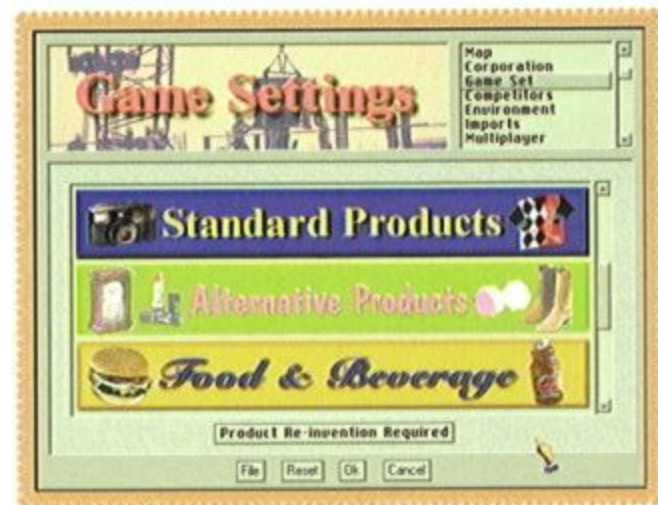 Game Settings
Map
Corporation
Game Set
Competitors
Environment
Imports
Multiplayer
Standard Products
Alternative Products
Food & Beverage
Product Re-invention Required
File
Reset
Ok
Cancel